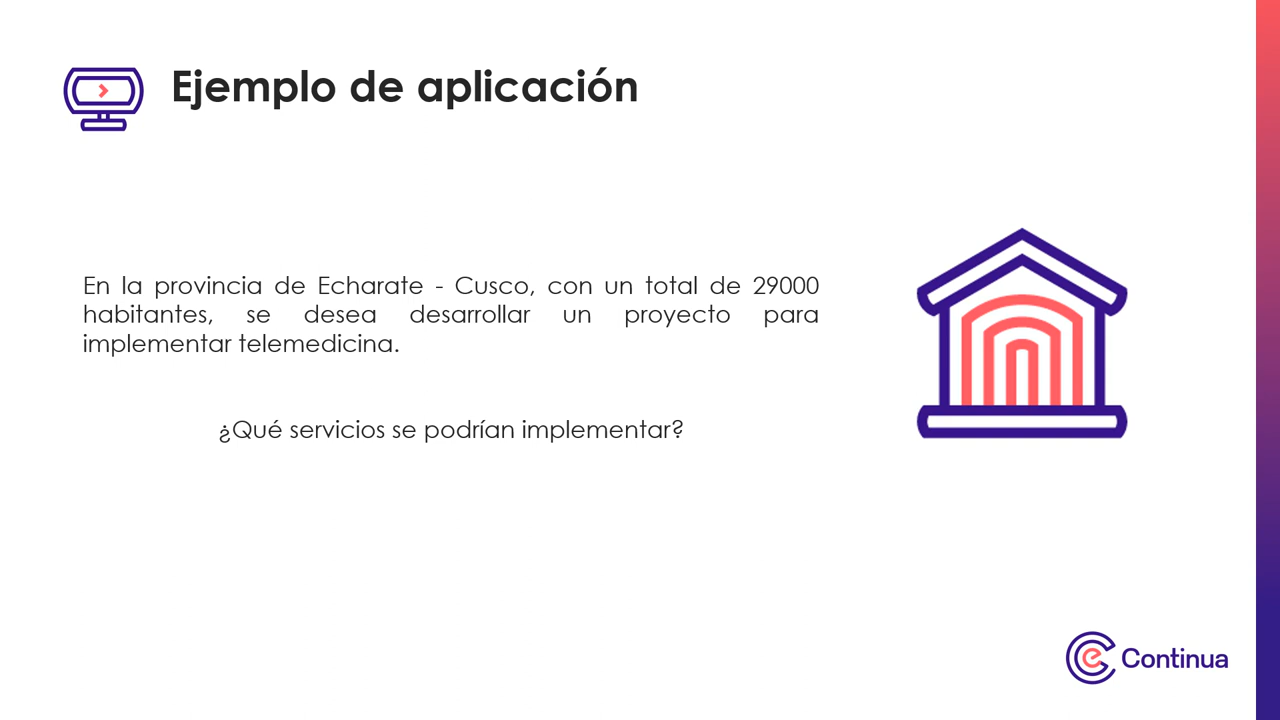 Ejemplo de aplicación
En la provincia de Echarate - Cusco, con un total de 29000
habitantes, se desea desarrollar un proyecto para
implementar telemedicina.
¿Qué servicios se podrían implementar?
Continua